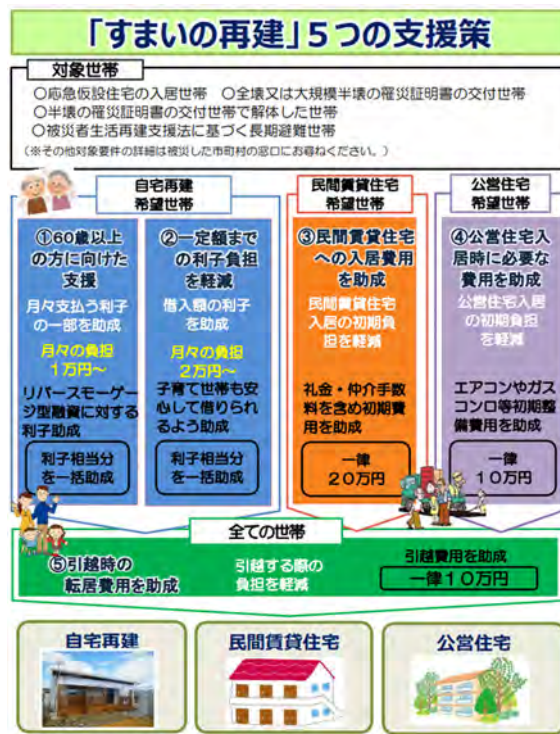 「すまいの再建」５つの支援策
対象世帯
○応急仮設住宅の入居世帯　○全壊又は大規模半壊の罹災証明書の交付世帯
○半壊の罹災証明書の交付世帯で解体した世帯
○被災者生活再建支援法に基づく長期避難世帯
（※その他対象要件の詳細は被災した市町村の窓口にお尋ねください。）
自宅再建
希望世帯
①60歳以上
の方に向けた
支援
月々支払う利子
の一部を助成
月々の負担
１万円～
リバースモーゲー
ジ型融資に対する
利子助成
利子相当分
を一括助成
②一定額まで
の利子負担
を軽減
借入額の利子
を助成
月々の負担
２万円～
子育て世帯も安
心して借りられ
るよう助成
利子相当分
を一括助成
民間賃貸住宅
希望世帯
③民間賃貸住宅
への入居費用
を助成
民間賃貸住宅
入居の初期負
担を軽減
礼金・仲介手数
料を含め初期費
用を助成
一律
２０万円
公営住宅
希望世帯
④公営住宅入
居時に必要な
費用を助成
公営住宅入居
の初期負担
を軽減
エアコンやガス
コンロ等初期整
備費用を助成
一律
１０万円
全ての世帯
⑤引越時の
転居費用を助成
引越する際の
負担を軽減
引越費用を助成
一律１０万円
自宅再建
民間賃貸住宅
公営住宅